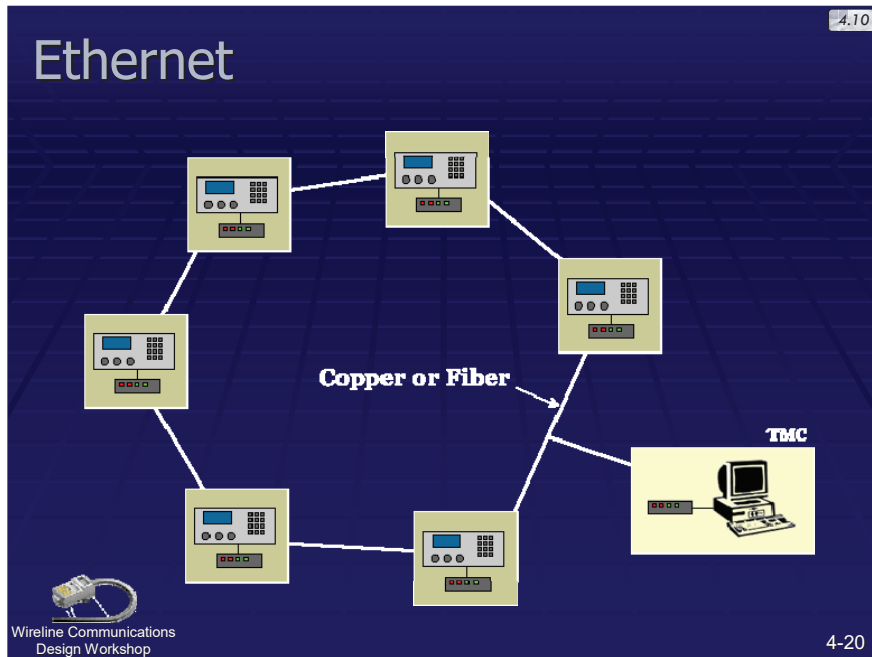 4.10
Ethernet
Copper or Fiber
TMC
Wireline Communications
Design Workshop
4-20